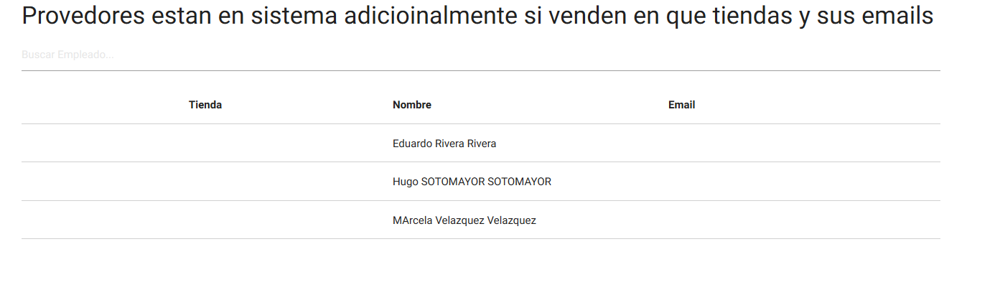 Provedores estan en sistema adicioinalmente si venden en que tiendas y sus emails
Buscar Empleado...
Tienda Nombre Email
Eduardo Rivera Rivera
Hugo SOTOMAYOR SOTOMAYOR
MArcela Velazquez Velazquez